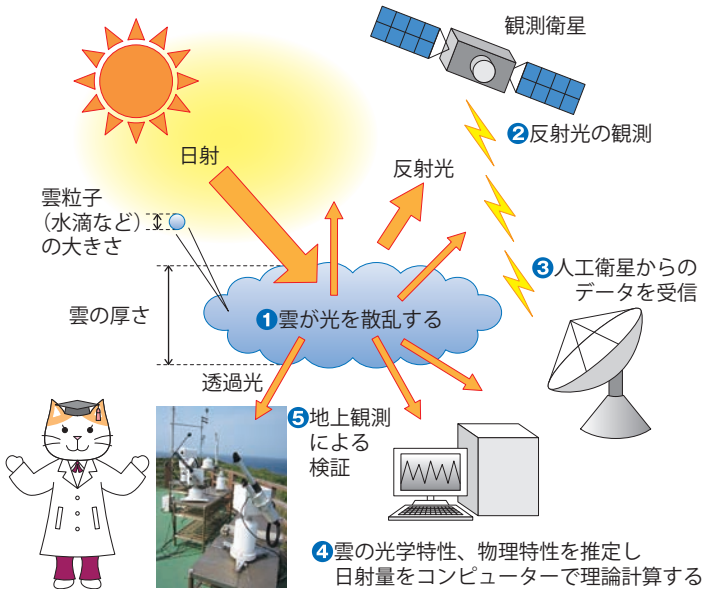 観測衛星
❷反射光の観測
日射
反射光
雲粒子
（水滴など）
の大きさ
❸人工衛星からの
データを受信
雲の厚さ
❶雲が光を散乱する
透過光
❺地上観測
による
検証
❹雲の光学特性、物理特性を推定し
日射量をコンピューターで理論計算する